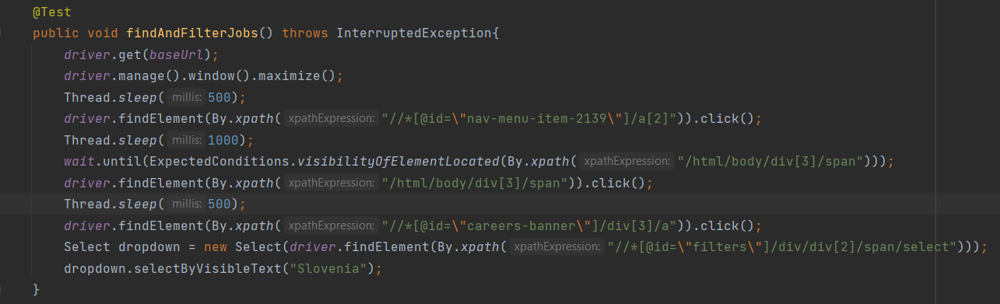 @Test
public void findAndFilterJobs() throws InterruptedException{
driver.get(baseUrl);
driver.manage().window().maximize();
Thread.sleep( millis: 500);
driver.findElement(By.xpath( xpathExpression: "//*[@id=\"nav-menu-item-2139\"]/a[2]")).click();
Thread.sleep( millis: 1000);
wait.until(ExpectedConditions.visibilityOfElementLocated(By.xpath( xpathExpression: "/html/body/div[3]/span")));
driver.findElement(By.xpath( xpathExpression: "/html/body/div[3]/span")).click();
Thread.sleep( millis: 500);
driver.findElement(By.xpath( xpathExpression: "//*[@id=\"careers-banner\"]/div[3]/a")).click();
Select dropdown = new Select(driver.findElement(By.xpath( xpathExpression: "//*[@id=\"filters\"]/div/div[2]/span/select")));
dropdown.selectByVisibleText("Slovenia");
}